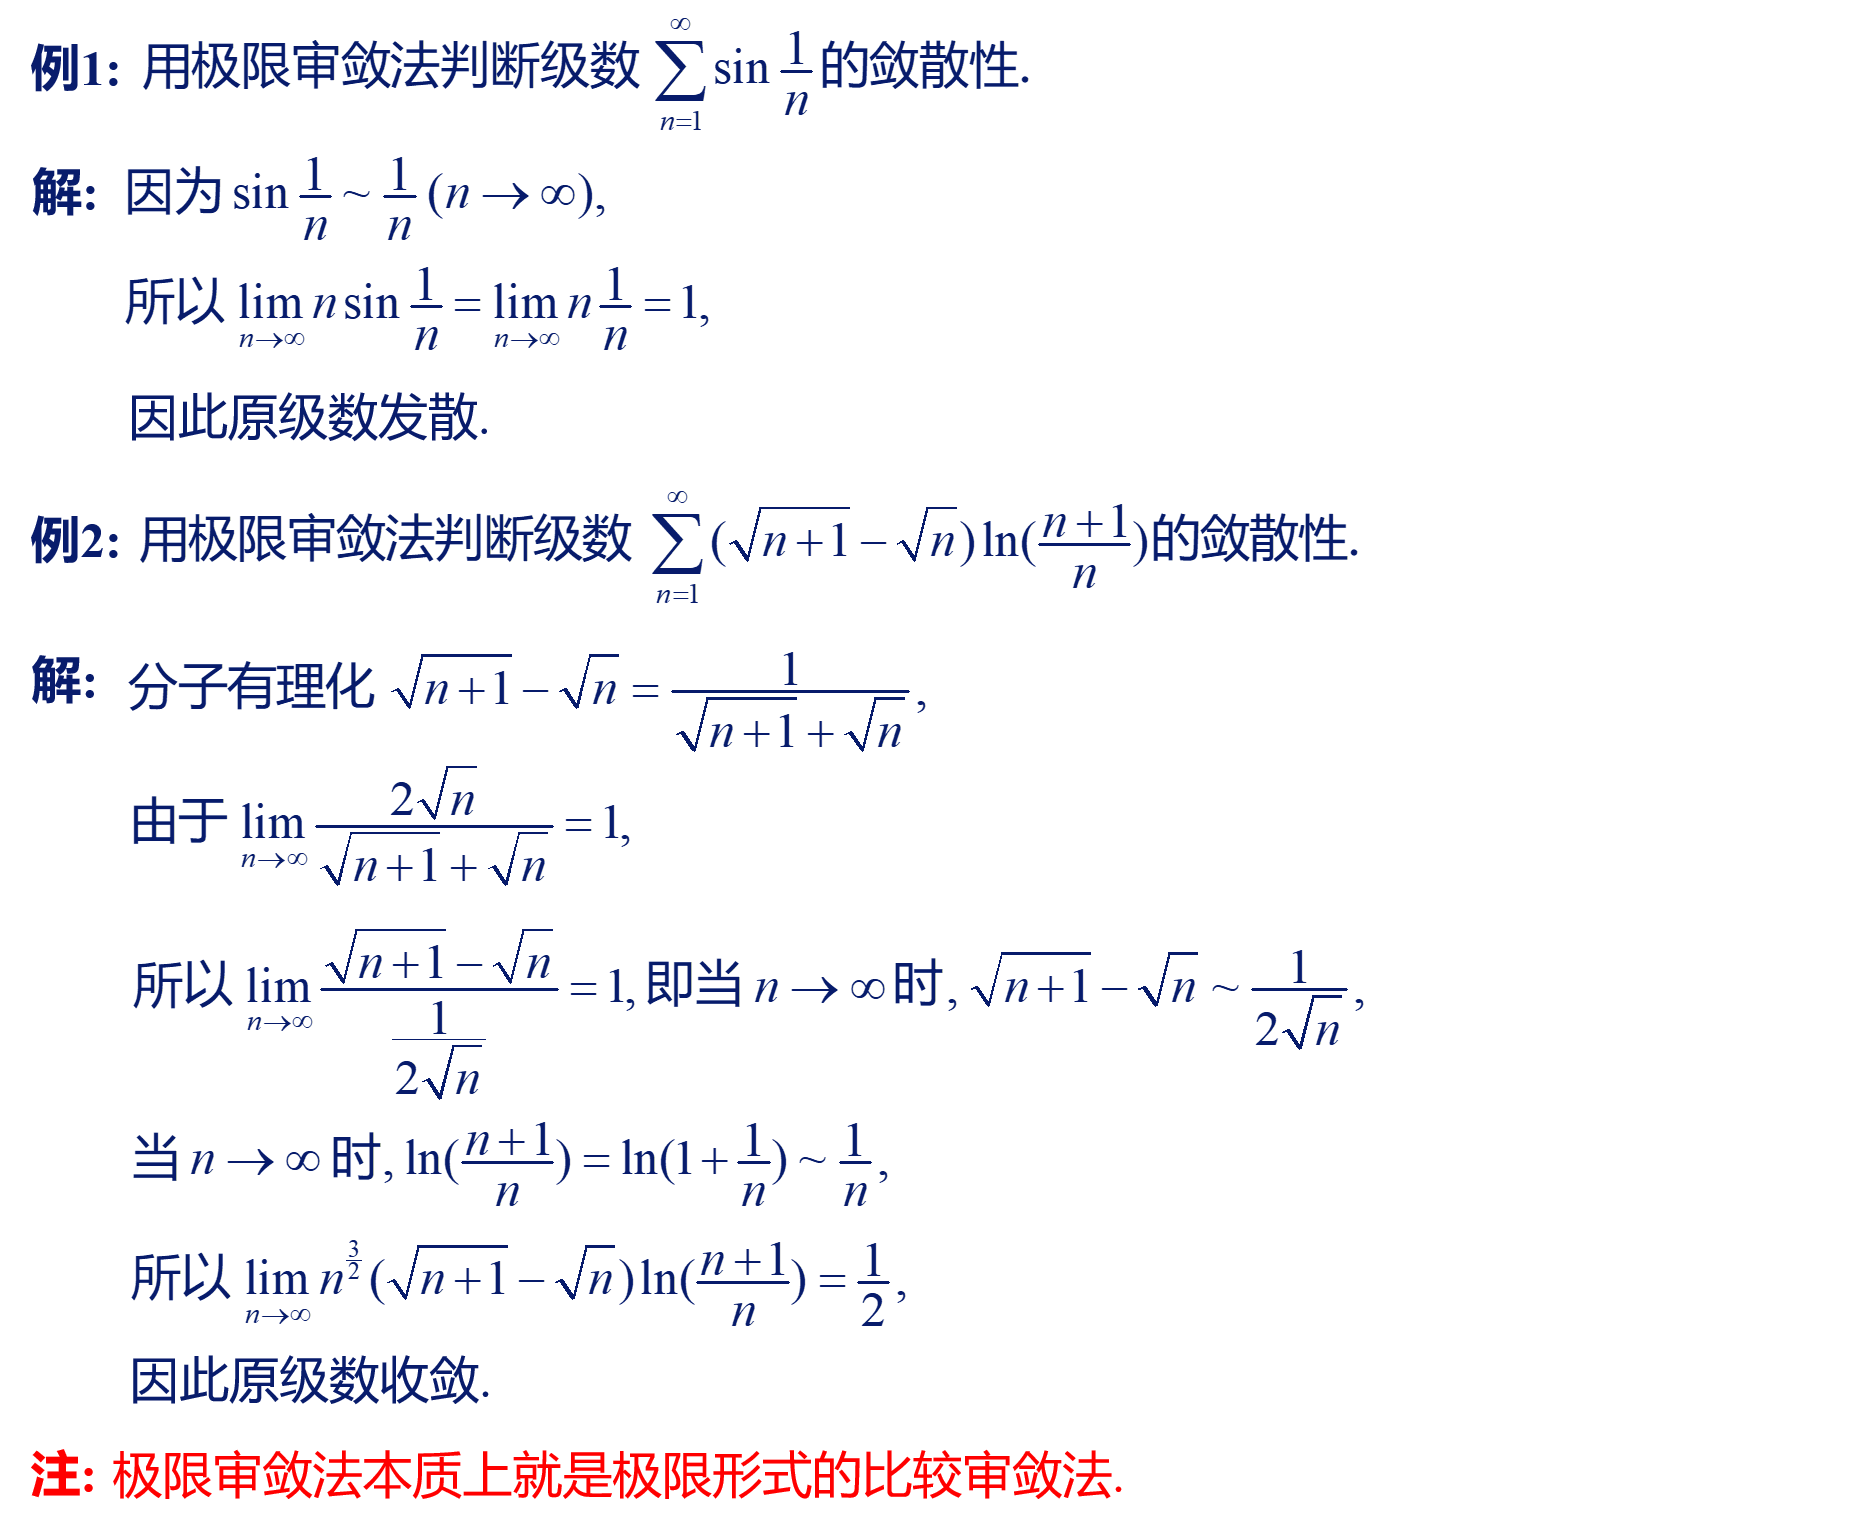 例1: 用极限审敛法判断级数 $\sum_{n=1}^{\infty} \sin \frac{1}{n}$ 的敛散性.
解: 因为 $\sin \frac{1}{n} \sim \frac{1}{n} (n \to \infty)$,
所以 $\lim_{n \to \infty} n \sin \frac{1}{n} = \lim_{n \to \infty} n \frac{1}{n} = 1$,
因此原级数发散.
例2: 用极限审敛法判断级数 $\sum_{n=1}^{\infty} (\sqrt{n+1} - \sqrt{n}) \ln(\frac{n+1}{n})$ 的敛散性.
解: 分子有理化 $\sqrt{n+1} - \sqrt{n} = \frac{1}{\sqrt{n+1} + \sqrt{n}}$,
由于 $\lim_{n \to \infty} \frac{2\sqrt{n}}{\sqrt{n+1} + \sqrt{n}} = 1$,
所以 $\lim_{n \to \infty} \frac{\sqrt{n+1} - \sqrt{n}}{\frac{1}{2\sqrt{n}}} = 1$, 即当 $n \to \infty$ 时, $\sqrt{n+1} - \sqrt{n} \sim \frac{1}{2\sqrt{n}}$,
当 $n \to \infty$ 时, $\ln(\frac{n+1}{n}) = \ln(1 + \frac{1}{n}) \sim \frac{1}{n}$,
所以 $\lim_{n \to \infty} n^{\frac{3}{2}} (\sqrt{n+1} - \sqrt{n}) \ln(\frac{n+1}{n}) = \frac{1}{2}$,
因此原级数收敛.
注: 极限审敛法本质上就是极限形式的比较审敛法.